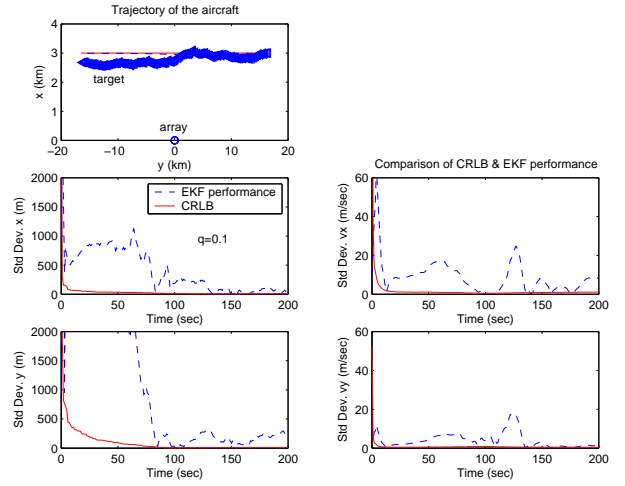 Trajectory of the aircraft
4
3
2
1
0
x (km)
target
array
−20
−10
0
10
20
y (km)
Comparison of CRLB & EKF performance
2000
1500
1000
500
0
Std Dev. x (m)
EKF performance
CRLB
q=0.1
0
50
100
150
200
Time (sec)
60
40
20
0
Std Dev. vx (m/sec)
0
50
100
150
200
Time (sec)
2000
1500
1000
500
0
Std Dev. y (m)
0
50
100
150
200
Time (sec)
60
40
20
0
Std Dev. vy (m/sec)
0
50
100
150
200
Time (sec)